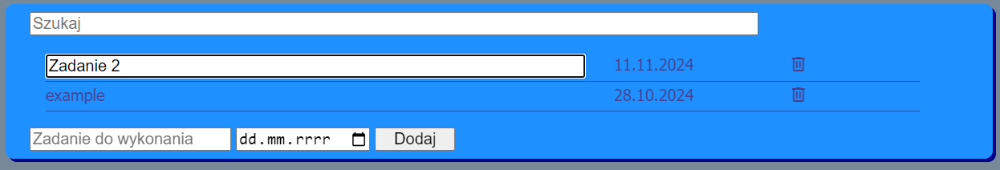 Szukaj
Zadanie 2 11.11.2024
example 28.10.2024
Zadanie do wykonania dd.mm.rrrr Dodaj